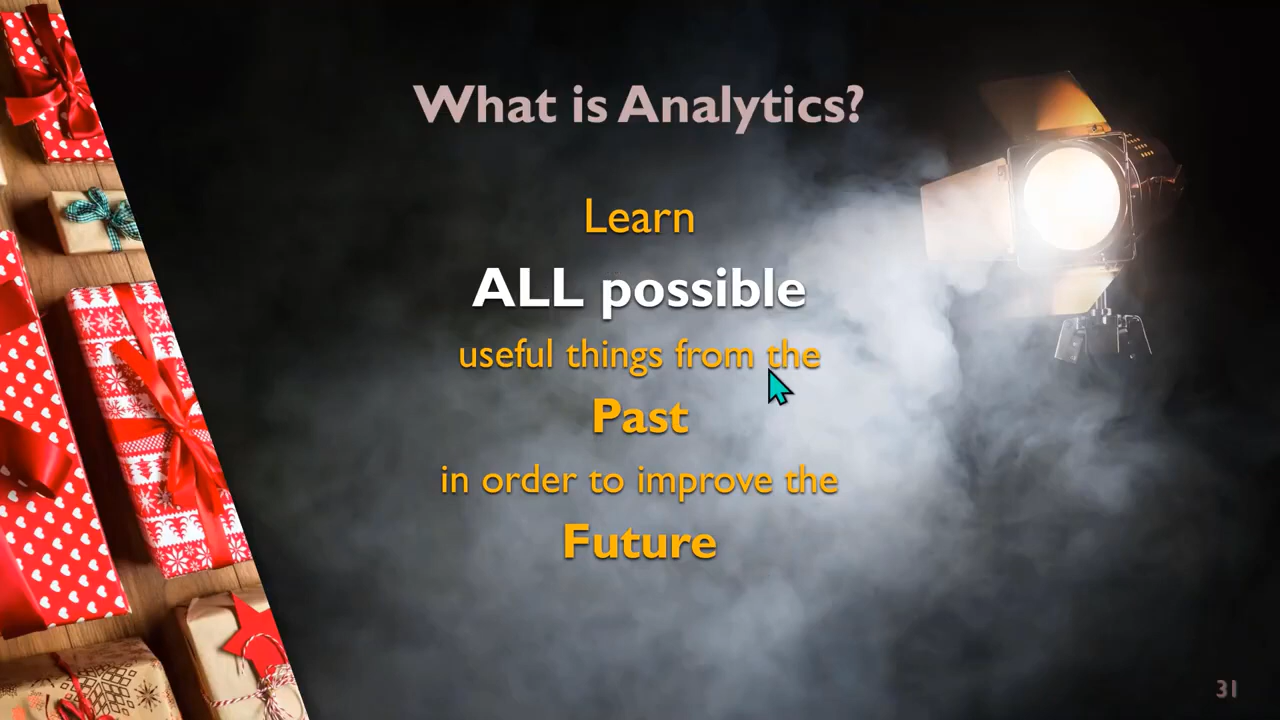 What is Analytics?
Learn
ALL possible
useful things from the
Past
in order to improve the
Future
31